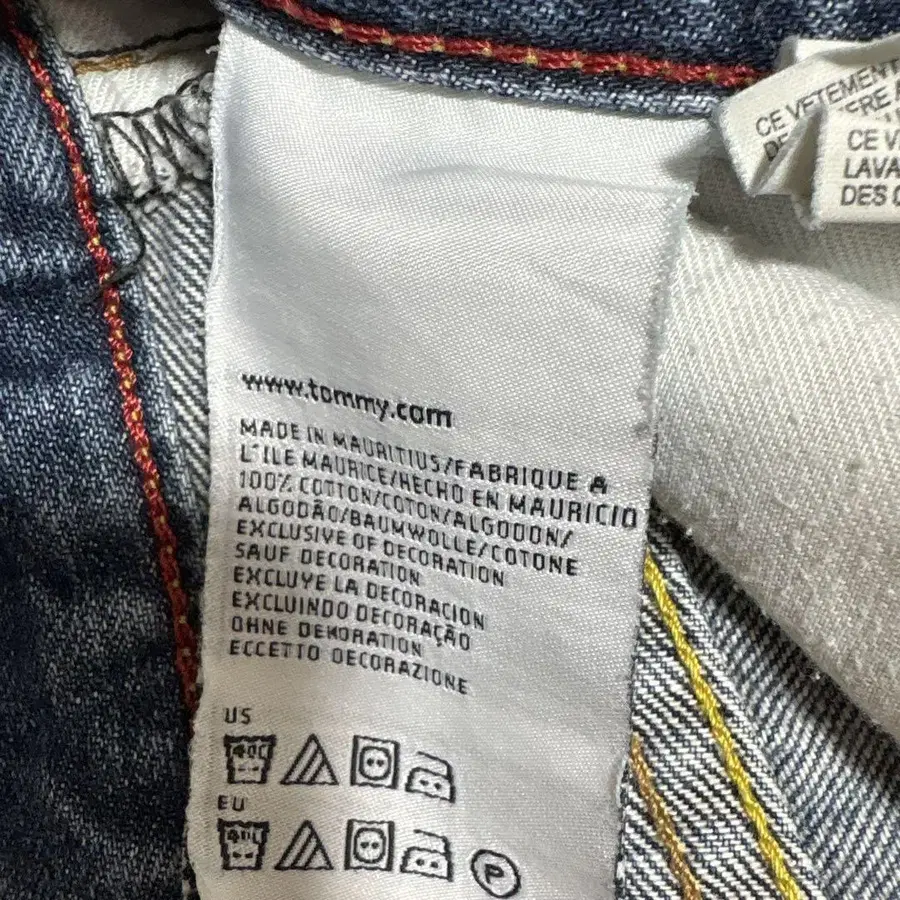 www.tommy.com
MADE IN MAURITIUS/FABRIQUE A
L'ILE MAURICE/HECHO EN MAURICIO
100% COTTON/COTON/ALGODON/
ALGODÃO/BAUMWOLLE/COTONE
EXCLUSIVE OF DECORATION
SAUF DECORATION
EXCLUYE LA DECORACION
EXCLUINDO DECORAÇÃO
OHNE DEKORATION
ECCETTO DECORAZIONE
US
40C
EU
P
CE VETEMENT
CE
LAVA
DES